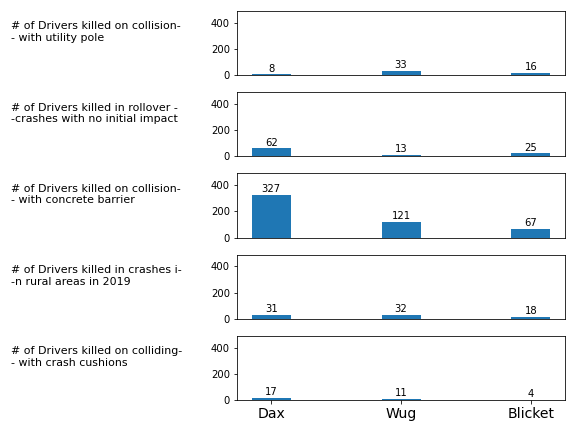 # of Drivers killed on collision-
- with utility pole
400
200
0
8
33
16
# of Drivers killed in rollover -
-crashes with no initial impact
400
200
0
62
13
25
# of Drivers killed on collision-
- with concrete barrier
400
200
0
327
121
67
# of Drivers killed in crashes i-
-n rural areas in 2019
400
200
0
31
32
18
# of Drivers killed on colliding-
- with crash cushions
400
200
0
17
11
4
Dax
Wug
Blicket